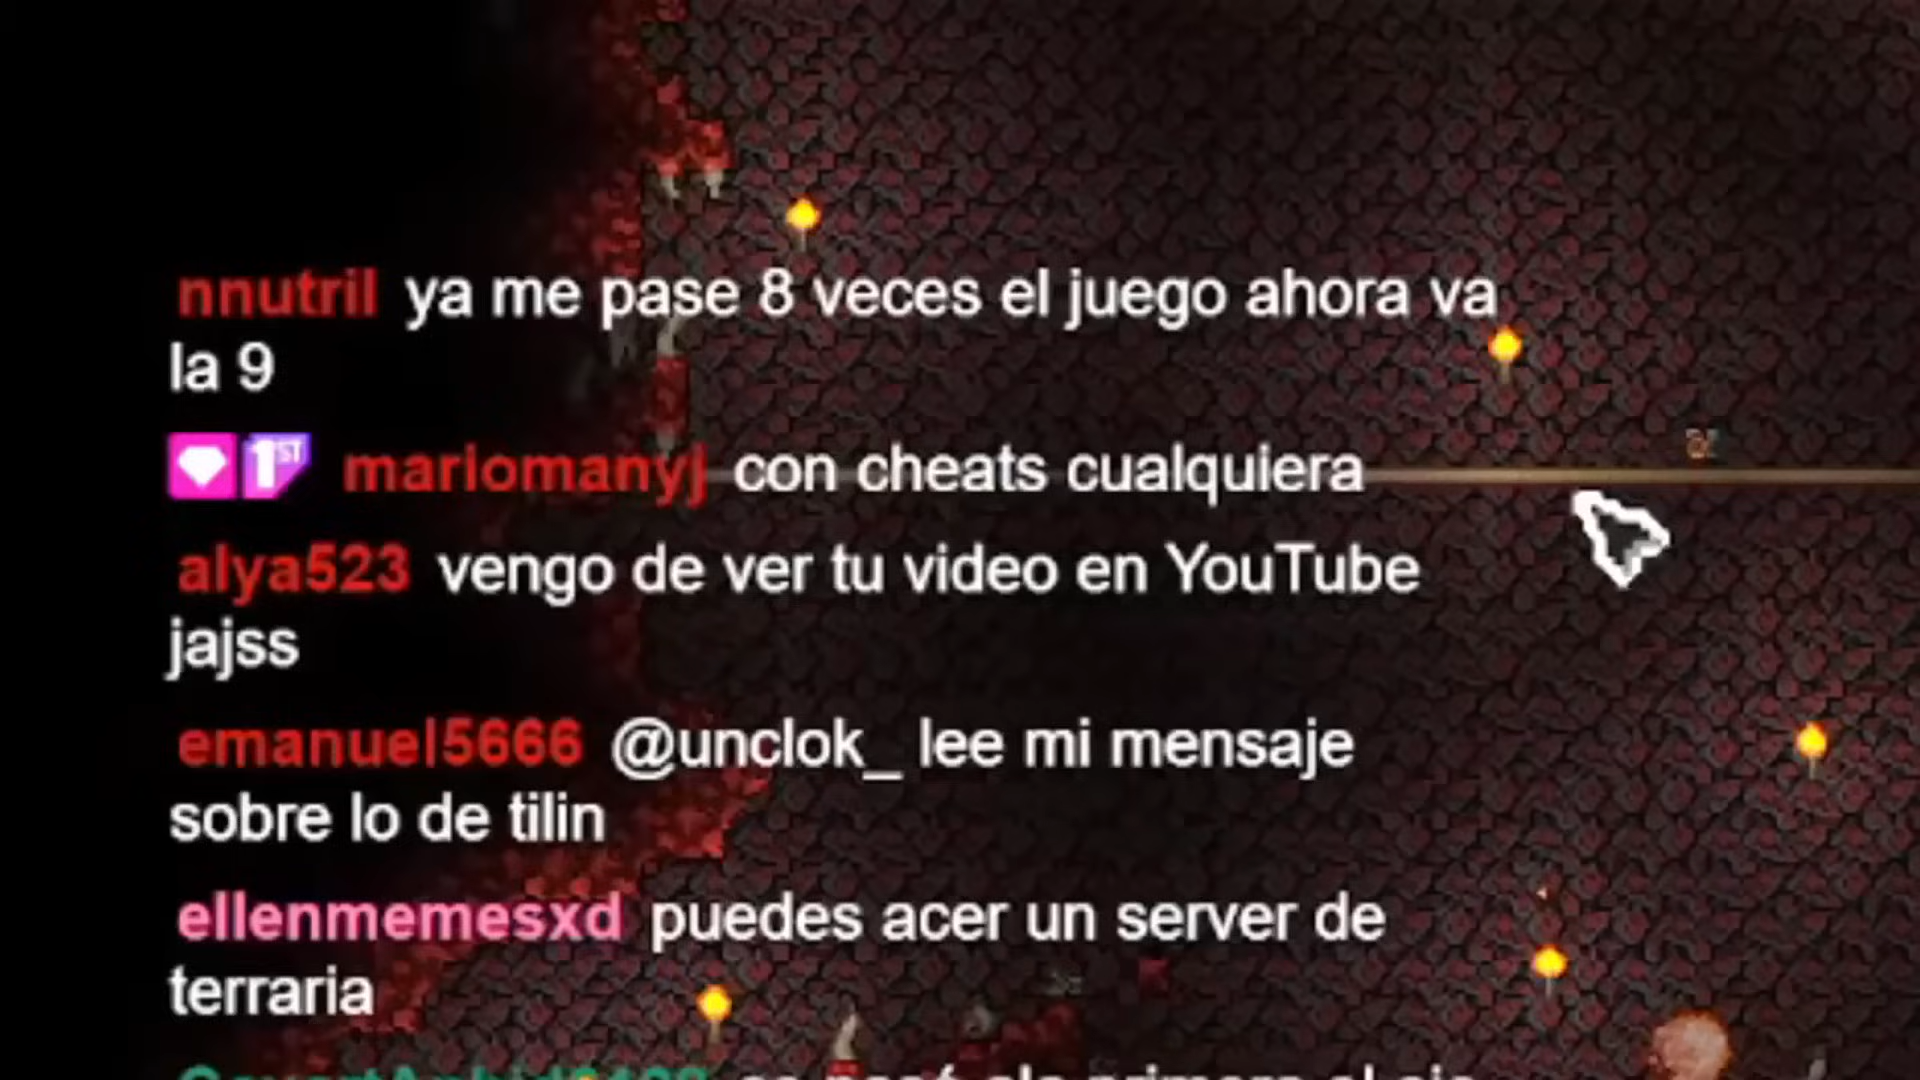 nnutril ya me pase 8 veces el juego ahora va
la 9
1ST mariomanyj con cheats cualquiera
alya523 vengo de ver tu video en YouTube
jajss
emanuel5666 @unclok_ lee mi mensaje
sobre lo de tilin
ellenmemesxd puedes acer un server de
terraria